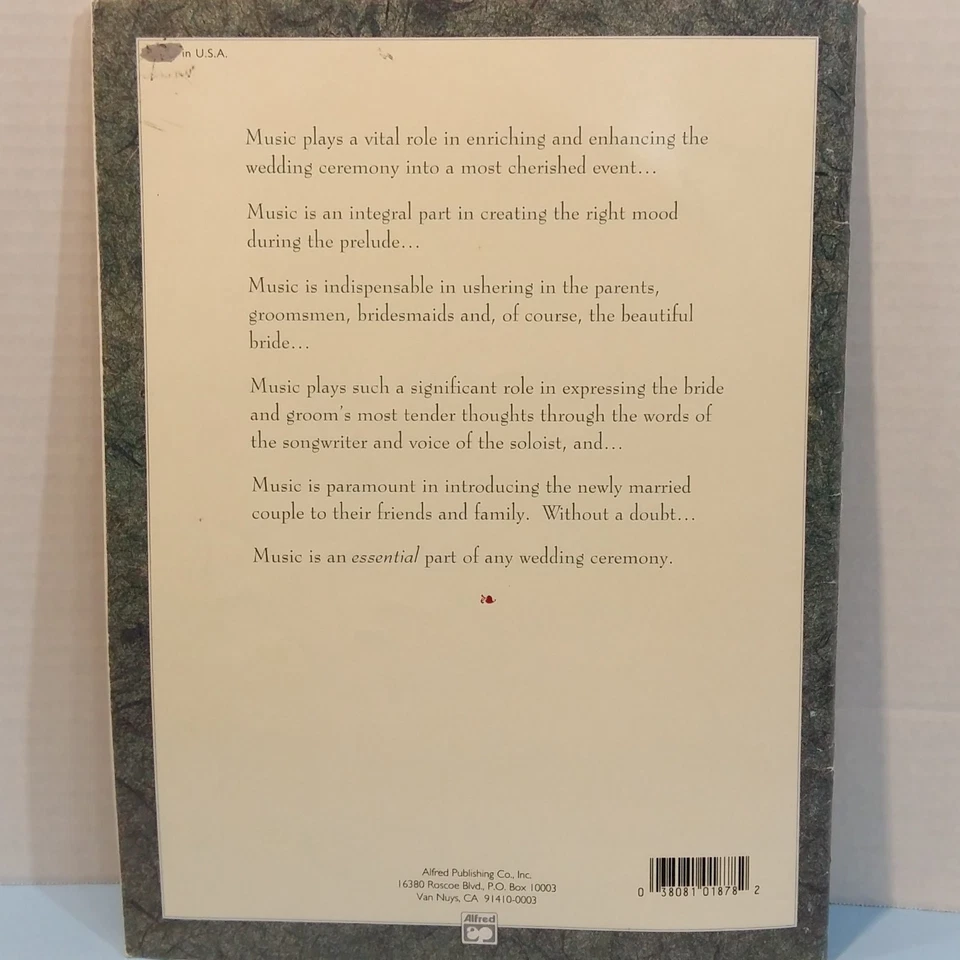 in U.S.A.
Music plays a vital role in enriching and enhancing the
wedding ceremony into a most cherished event...
Music is an integral part in creating the right mood
during the prelude...
Music is indispensable in ushering in the parents,
groomsmen, bridesmaids and, of course, the beautiful
bride...
Music plays such a significant role in expressing the bride
and groom's most tender thoughts through the words of
the songwriter and voice of the soloist, and...
Music is paramount in introducing the newly married
couple to their friends and family. Without a doubt...
Music is an essential part of any wedding ceremony.
Alfred Publishing Co., Inc.
16380 Roscoe Blvd., P.O. Box 10003
Van Nuys, CA 91410-0003
0 38081 01878 2
Alfred